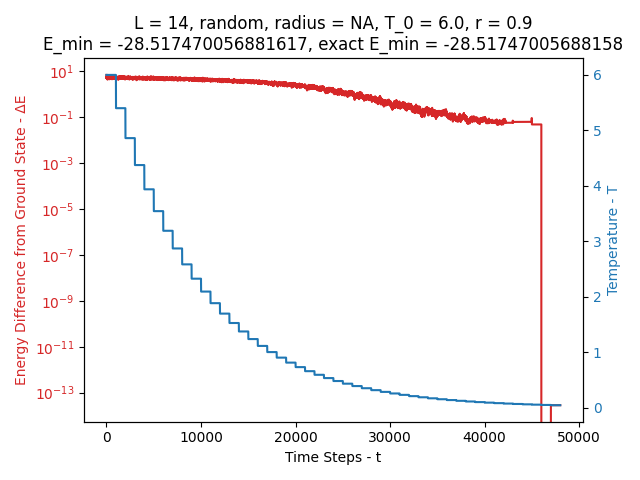 L = 14, random, radius = NA, T_0 = 6.0, r = 0.9
E_min = -28.517470056881617, exact E_min = -28.51747005688158
10¹
10⁻¹
10⁻³
10⁻⁵
10⁻⁷
10⁻⁹
10⁻¹¹
10⁻¹³
Energy Difference from Ground State - ΔE
6
5
4
3
2
1
0
Temperature - T
0 10000 20000 30000 40000 50000
Time Steps - t